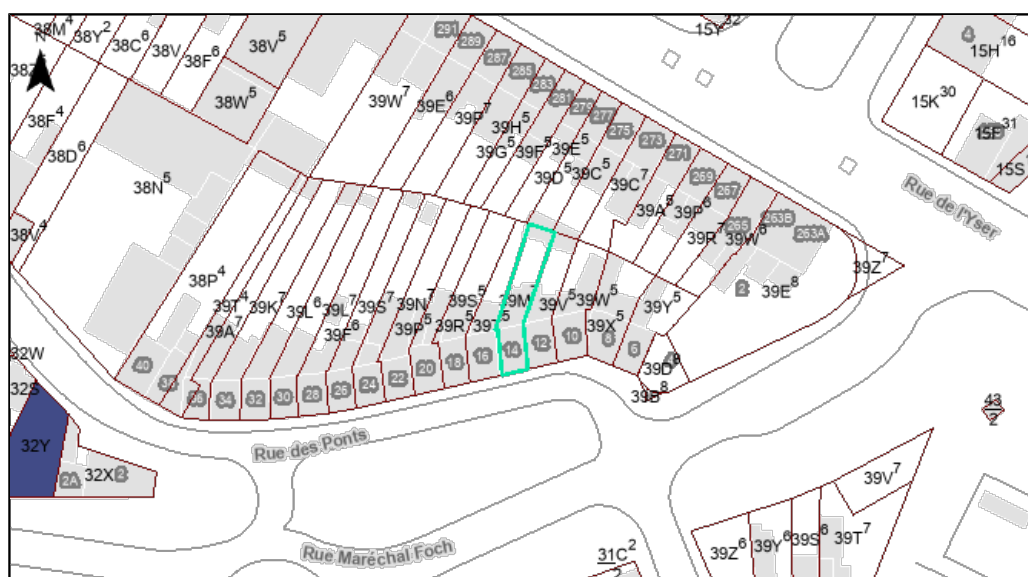 38M⁴
38Y²
38C⁶
38V
38F⁶
38V⁵
291
289
287
285
283
281
279
277
275
273
271
269
267
265
263B
263A
15Y³²
4
15H¹⁶
N
38W⁵
39W⁷
39E⁶
39P⁷
39H⁵
39G⁵
39F⁵
39E⁵
39D⁵
39C⁵
39C⁷
39A⁵
39P⁶
39R⁷
39W⁶
15K³⁰
15S
38F⁴
38D⁶
38N⁵
Rue de l'Yser
38V⁴
38P⁴
39T⁴
39A⁷
39K⁷
39L⁶
39L⁷
39F⁶
39S⁷
39N⁷
39P⁵
39R⁵
39S⁵
39M
39V⁵
39W⁵
39X⁵
39Y⁵
2
39E⁸
39Z⁷
40
36
34
32
30
28
26
24
22
20
18
16
14
12
10
8
6
39D⁸
39B⁸
32W
32S
32Y
2A
32X
2
Rue des Ponts
43
2
Rue Maréchal Foch
31C²
2
39Z⁶
39Y⁶
39S⁶
39T⁷
39V⁷